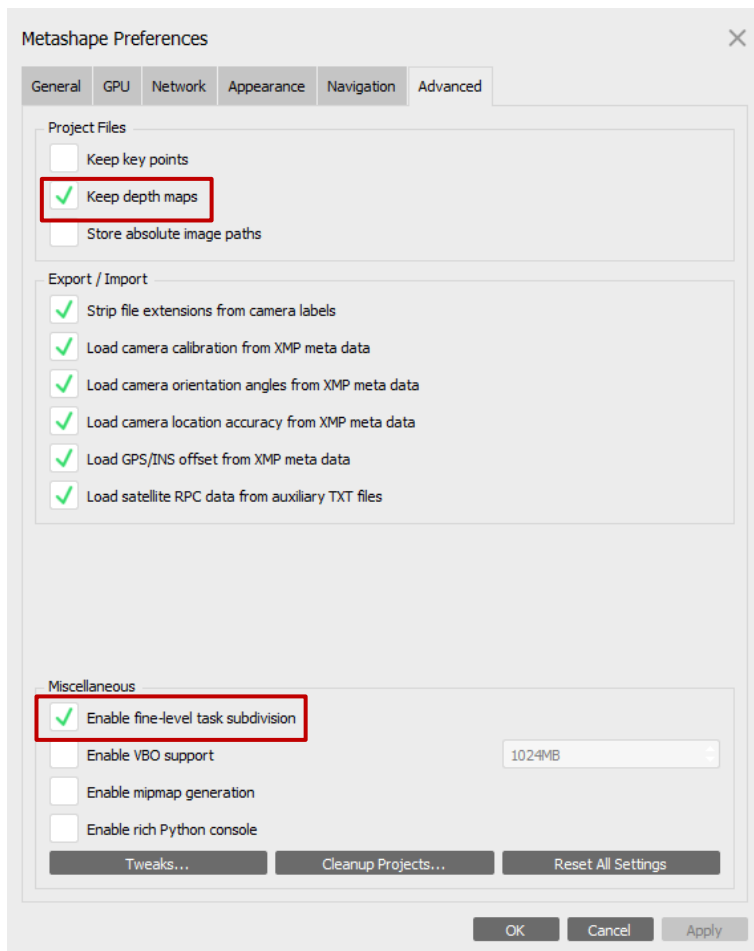 Metashape Preferences
General GPU Network Appearance Navigation Advanced
Project Files
Keep key points
Keep depth maps
Store absolute image paths
Export / Import
Strip file extensions from camera labels
Load camera calibration from XMP meta data
Load camera orientation angles from XMP meta data
Load camera location accuracy from XMP meta data
Load GPS/INS offset from XMP meta data
Load satellite RPC data from auxiliary TXT files
Miscellaneous
Enable fine-level task subdivision
Enable VBO support 1024MB
Enable mipmap generation
Enable rich Python console
Tweaks... Cleanup Projects... Reset All Settings
OK Cancel Apply